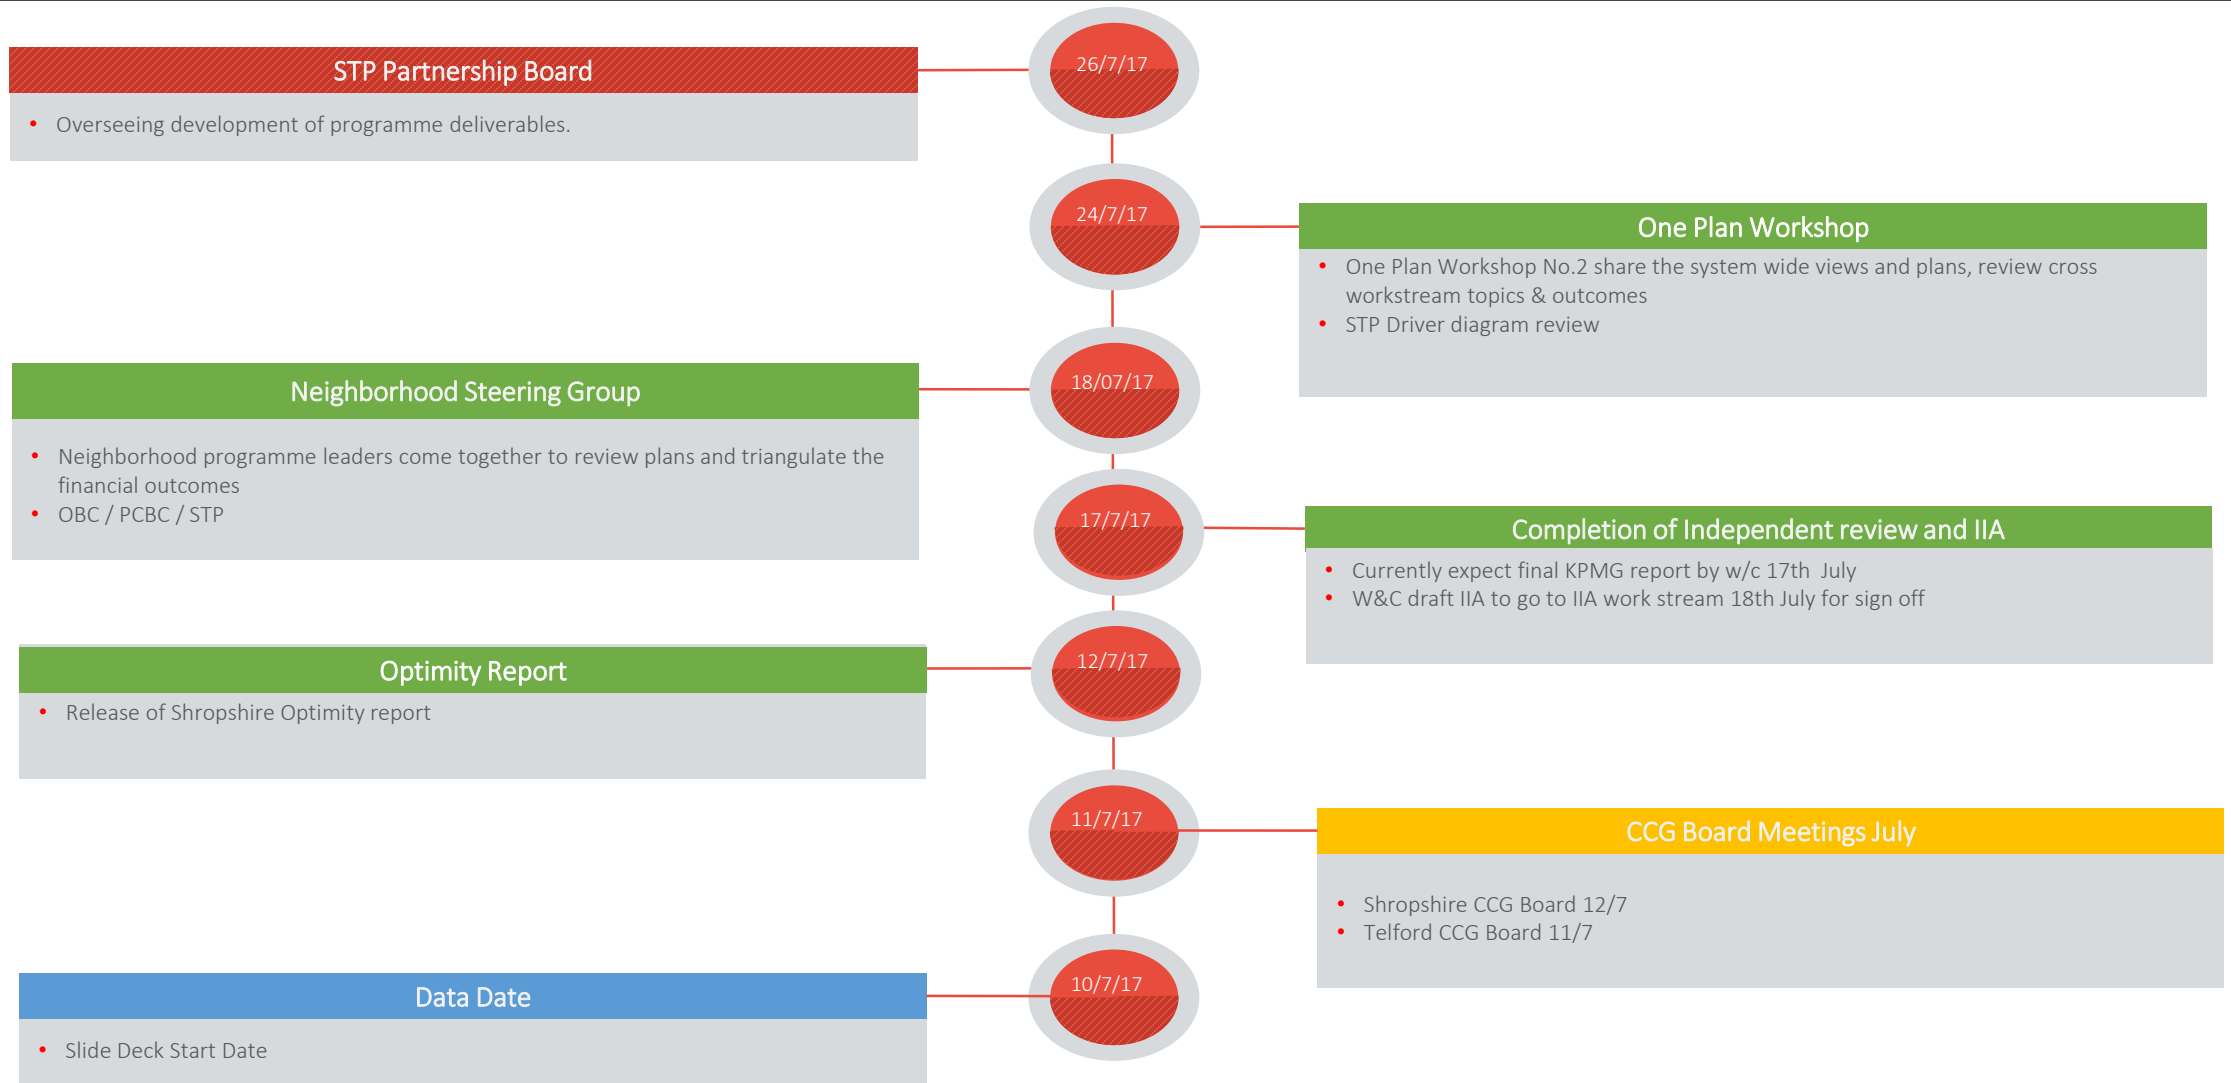 26/7/17
STP Partnership Board
• Overseeing development of programme deliverables.
24/7/17
One Plan Workshop
• One Plan Workshop No.2 share the system wide views and plans, review cross
workstream topics & outcomes
• STP Driver diagram review
18/07/17
Neighborhood Steering Group
• Neighborhood programme leaders come together to review plans and triangulate the
financial outcomes
• OBC / PCBC / STP
17/7/17
Completion of Independent review and IIA
• Currently expect final KPMG report by w/c 17th July
• W&C draft IIA to go to IIA work stream 18th July for sign off
12/7/17
Optimity Report
• Release of Shropshire Optimity report
11/7/17
CCG Board Meetings July
• Shropshire CCG Board 12/7
• Telford CCG Board 11/7
10/7/17
Data Date
• Slide Deck Start Date